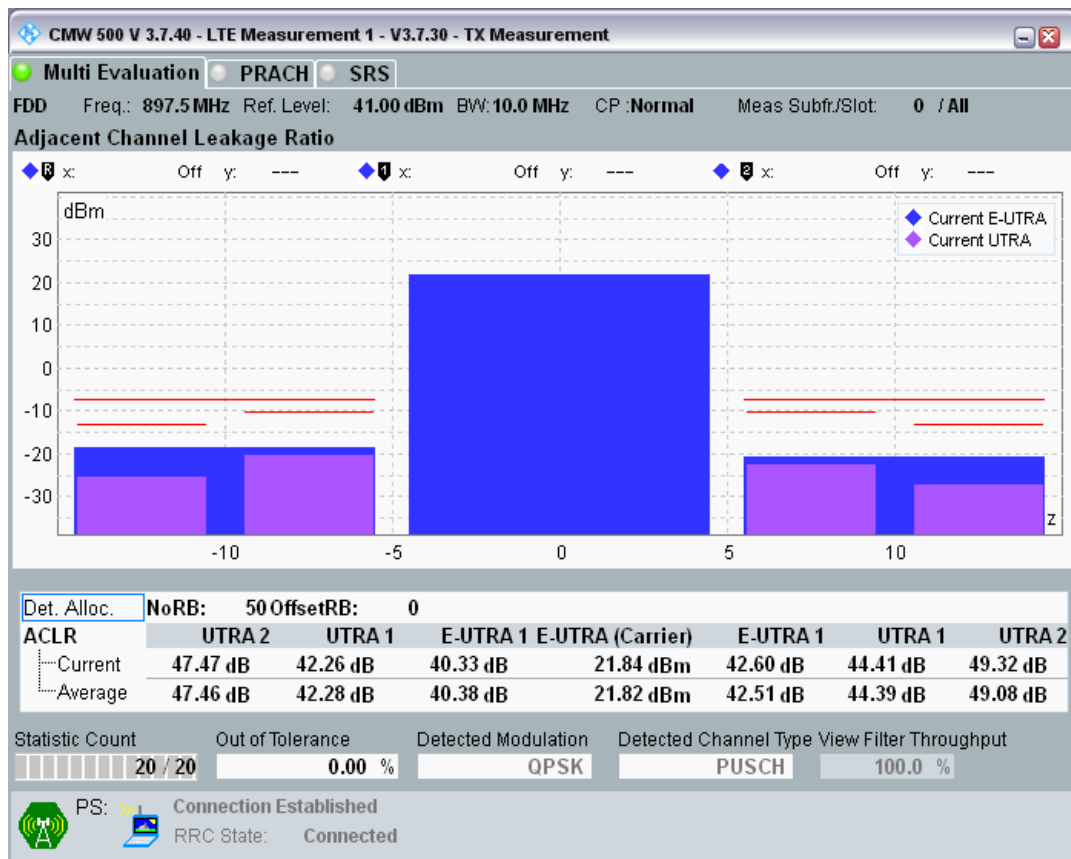 CMW 500 V 3.7.40 - LTE Measurement 1 - V3.7.30 - TX Measurement
Multi Evaluation PRACH SRS
FDD Freq.: 897.5 MHz Ref. Level: 41.00 dBm BW: 10.0 MHz CP :Normal Meas Subfr./Slot: 0 / All
Adjacent Channel Leakage Ratio
R x: Off y: --- 1 x: Off y: --- 2 x: Off y: ---
dBm
Current E-UTRA
Current UTRA
30
20
10
0
-10
-20
-30
z
-10 -5 0 5 10
Det. Alloc. NoRB: 50 OffsetRB: 0
ACLR UTRA 2 UTRA 1 E-UTRA 1 E-UTRA (Carrier) E-UTRA 1 UTRA 1 UTRA 2
Current 47.47 dB 42.26 dB 40.33 dB 21.84 dBm 42.60 dB 44.41 dB 49.32 dB
Average 47.46 dB 42.28 dB 40.38 dB 21.82 dBm 42.51 dB 44.39 dB 49.08 dB
Statistic Count Out of Tolerance Detected Modulation Detected Channel Type View Filter Throughput
20 / 20 0.00 % QPSK PUSCH 100.0 %
PS: Connection Established
RRC State: Connected